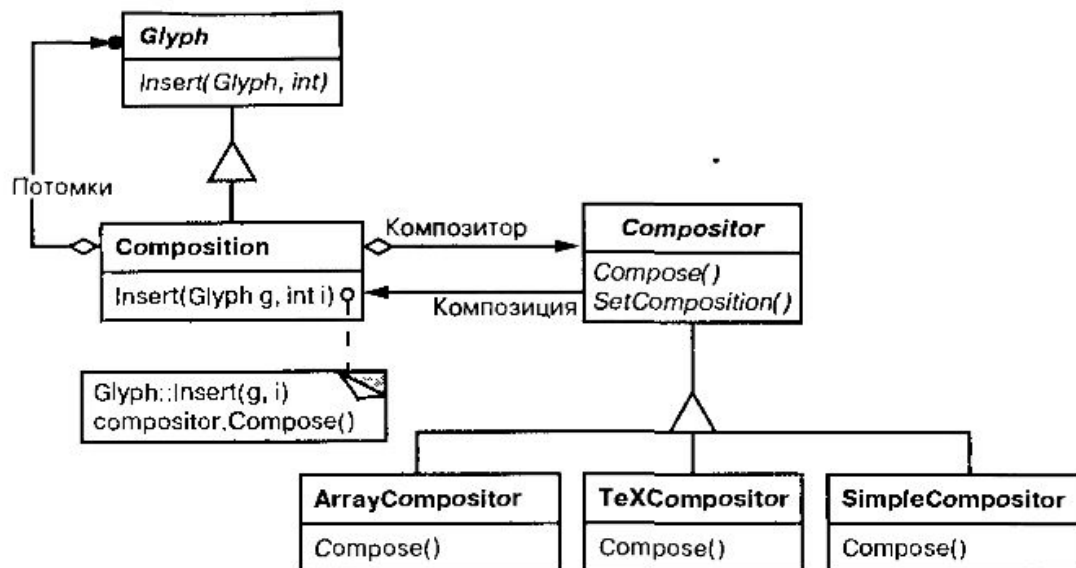 Glyph
Insert(Glyph, int)
Потомки
Composition
Insert(Glyph g, int i)
Композитор
Композиция
Compositor
Compose()
SetComposition()
Glyph::Insert(g, i)
compositor.Compose()
ArrayCompositor
Compose()
TeXCompositor
Compose()
SimpleCompositor
Compose()